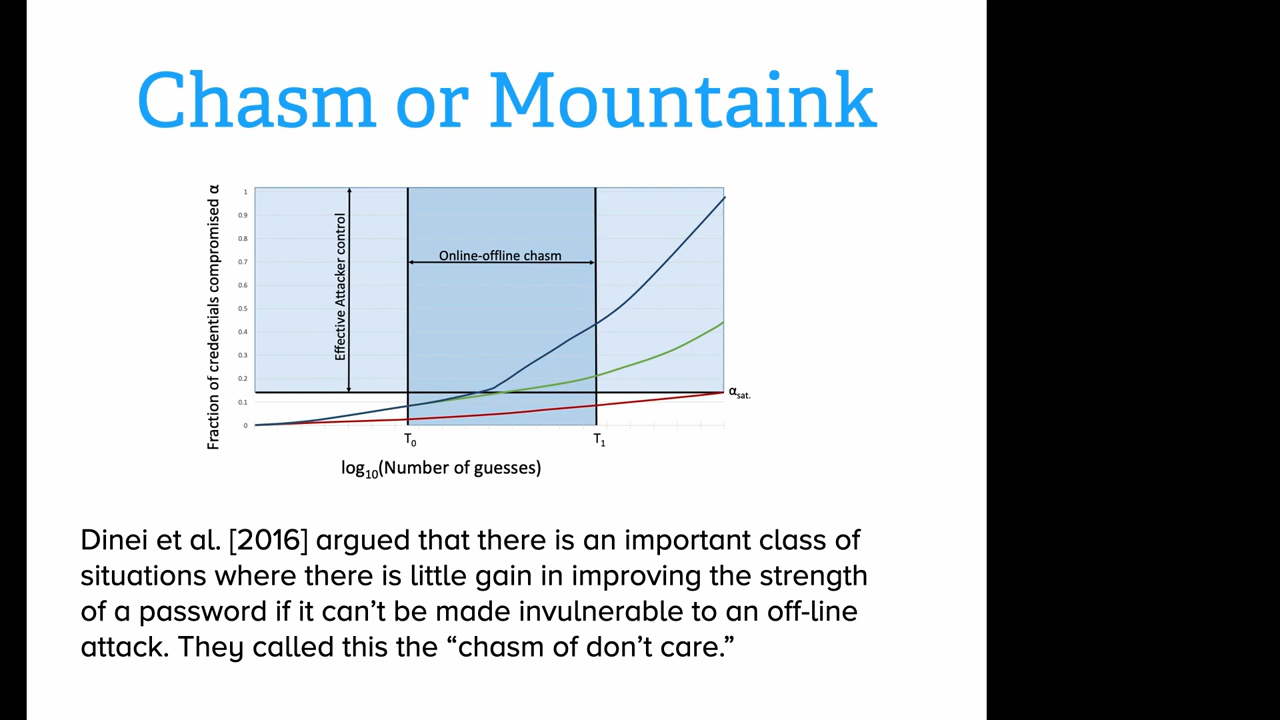 Chasm or Mountaink
Fraction of credentials compromised α
1
0.9
0.8
0.7
0.6
0.5
0.4
0.3
0.2
0.1
0
Effective Attacker control
Online-offline chasm
αsat.
T0
T1
log10(Number of guesses)
Dinei et al. [2016] argued that there is an important class of
situations where there is little gain in improving the strength
of a password if it can’t be made invulnerable to an off-line
attack. They called this the “chasm of don’t care.”